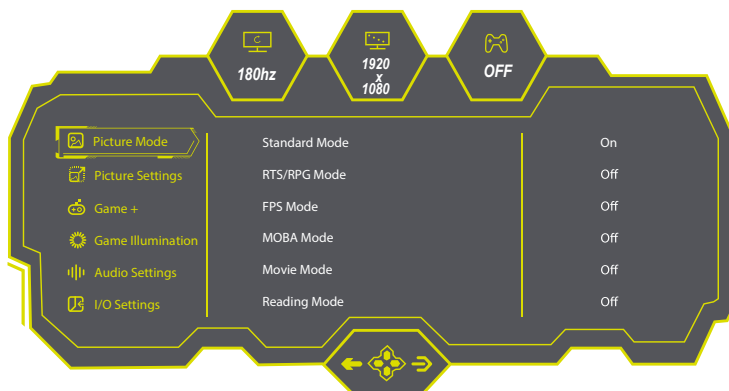 180hz
1920
x
1080
OFF
Picture Mode
Standard Mode
On
Picture Settings
RTS/RPG Mode
Off
Game +
FPS Mode
Off
Game Illumination
MOBA Mode
Off
Audio Settings
Movie Mode
Off
I/O Settings
Reading Mode
Off